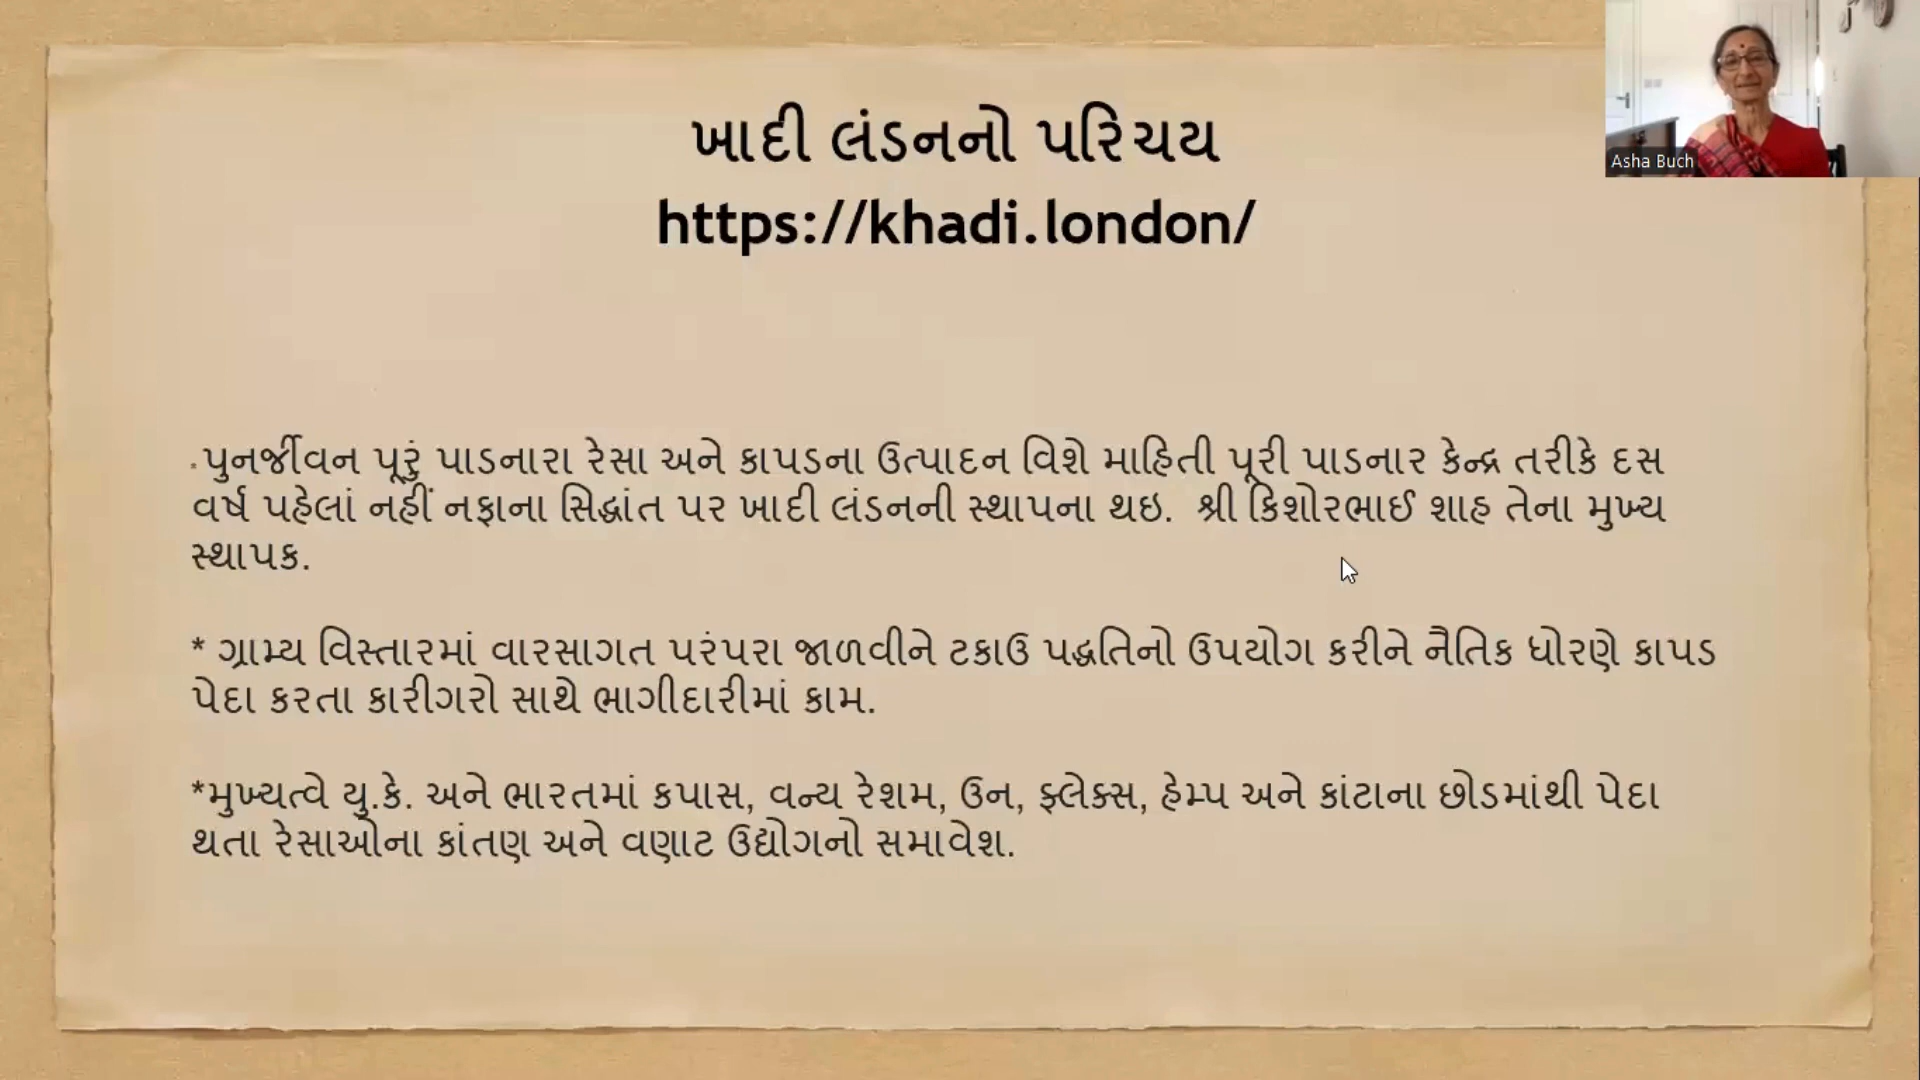 ખાદી લંડનનો પરિચય
https://khadi.london/
Asha Buch
પુનર્જીવન પૂરું પાડનારા રેસા અને કાપડના ઉત્પાદન વિશે માહિતી પૂરી પાડનાર કેન્દ્ર તરીકે દસ
વર્ષ પહેલાં નહીં નફાના સિદ્ધાંત પર ખાદી લંડનની સ્થાપના થઇ. શ્રી કિશોરભાઈ શાહ તેના મુખ્ય
સ્થાપક.
* ગ્રામ્ય વિસ્તારમાં વારસાગત પરંપરા જાળવીને ટકાઉ પદ્ધતિનો ઉપયોગ કરીને નૈતિક ધોરણે કાપડ
પેદા કરતા કારીગરો સાથે ભાગીદારીમાં કામ.
*મુખ્યત્વે યુ.કે. અને ભારતમાં કપાસ, વન્ય રેશમ, ઉન, ફ્લેક્સ, હેમ્પ અને કાંટાના છોડમાંથી પેદા
થતા રેસાઓના કાંતણ અને વણાટ ઉદ્યોગનો સમાવેશ.